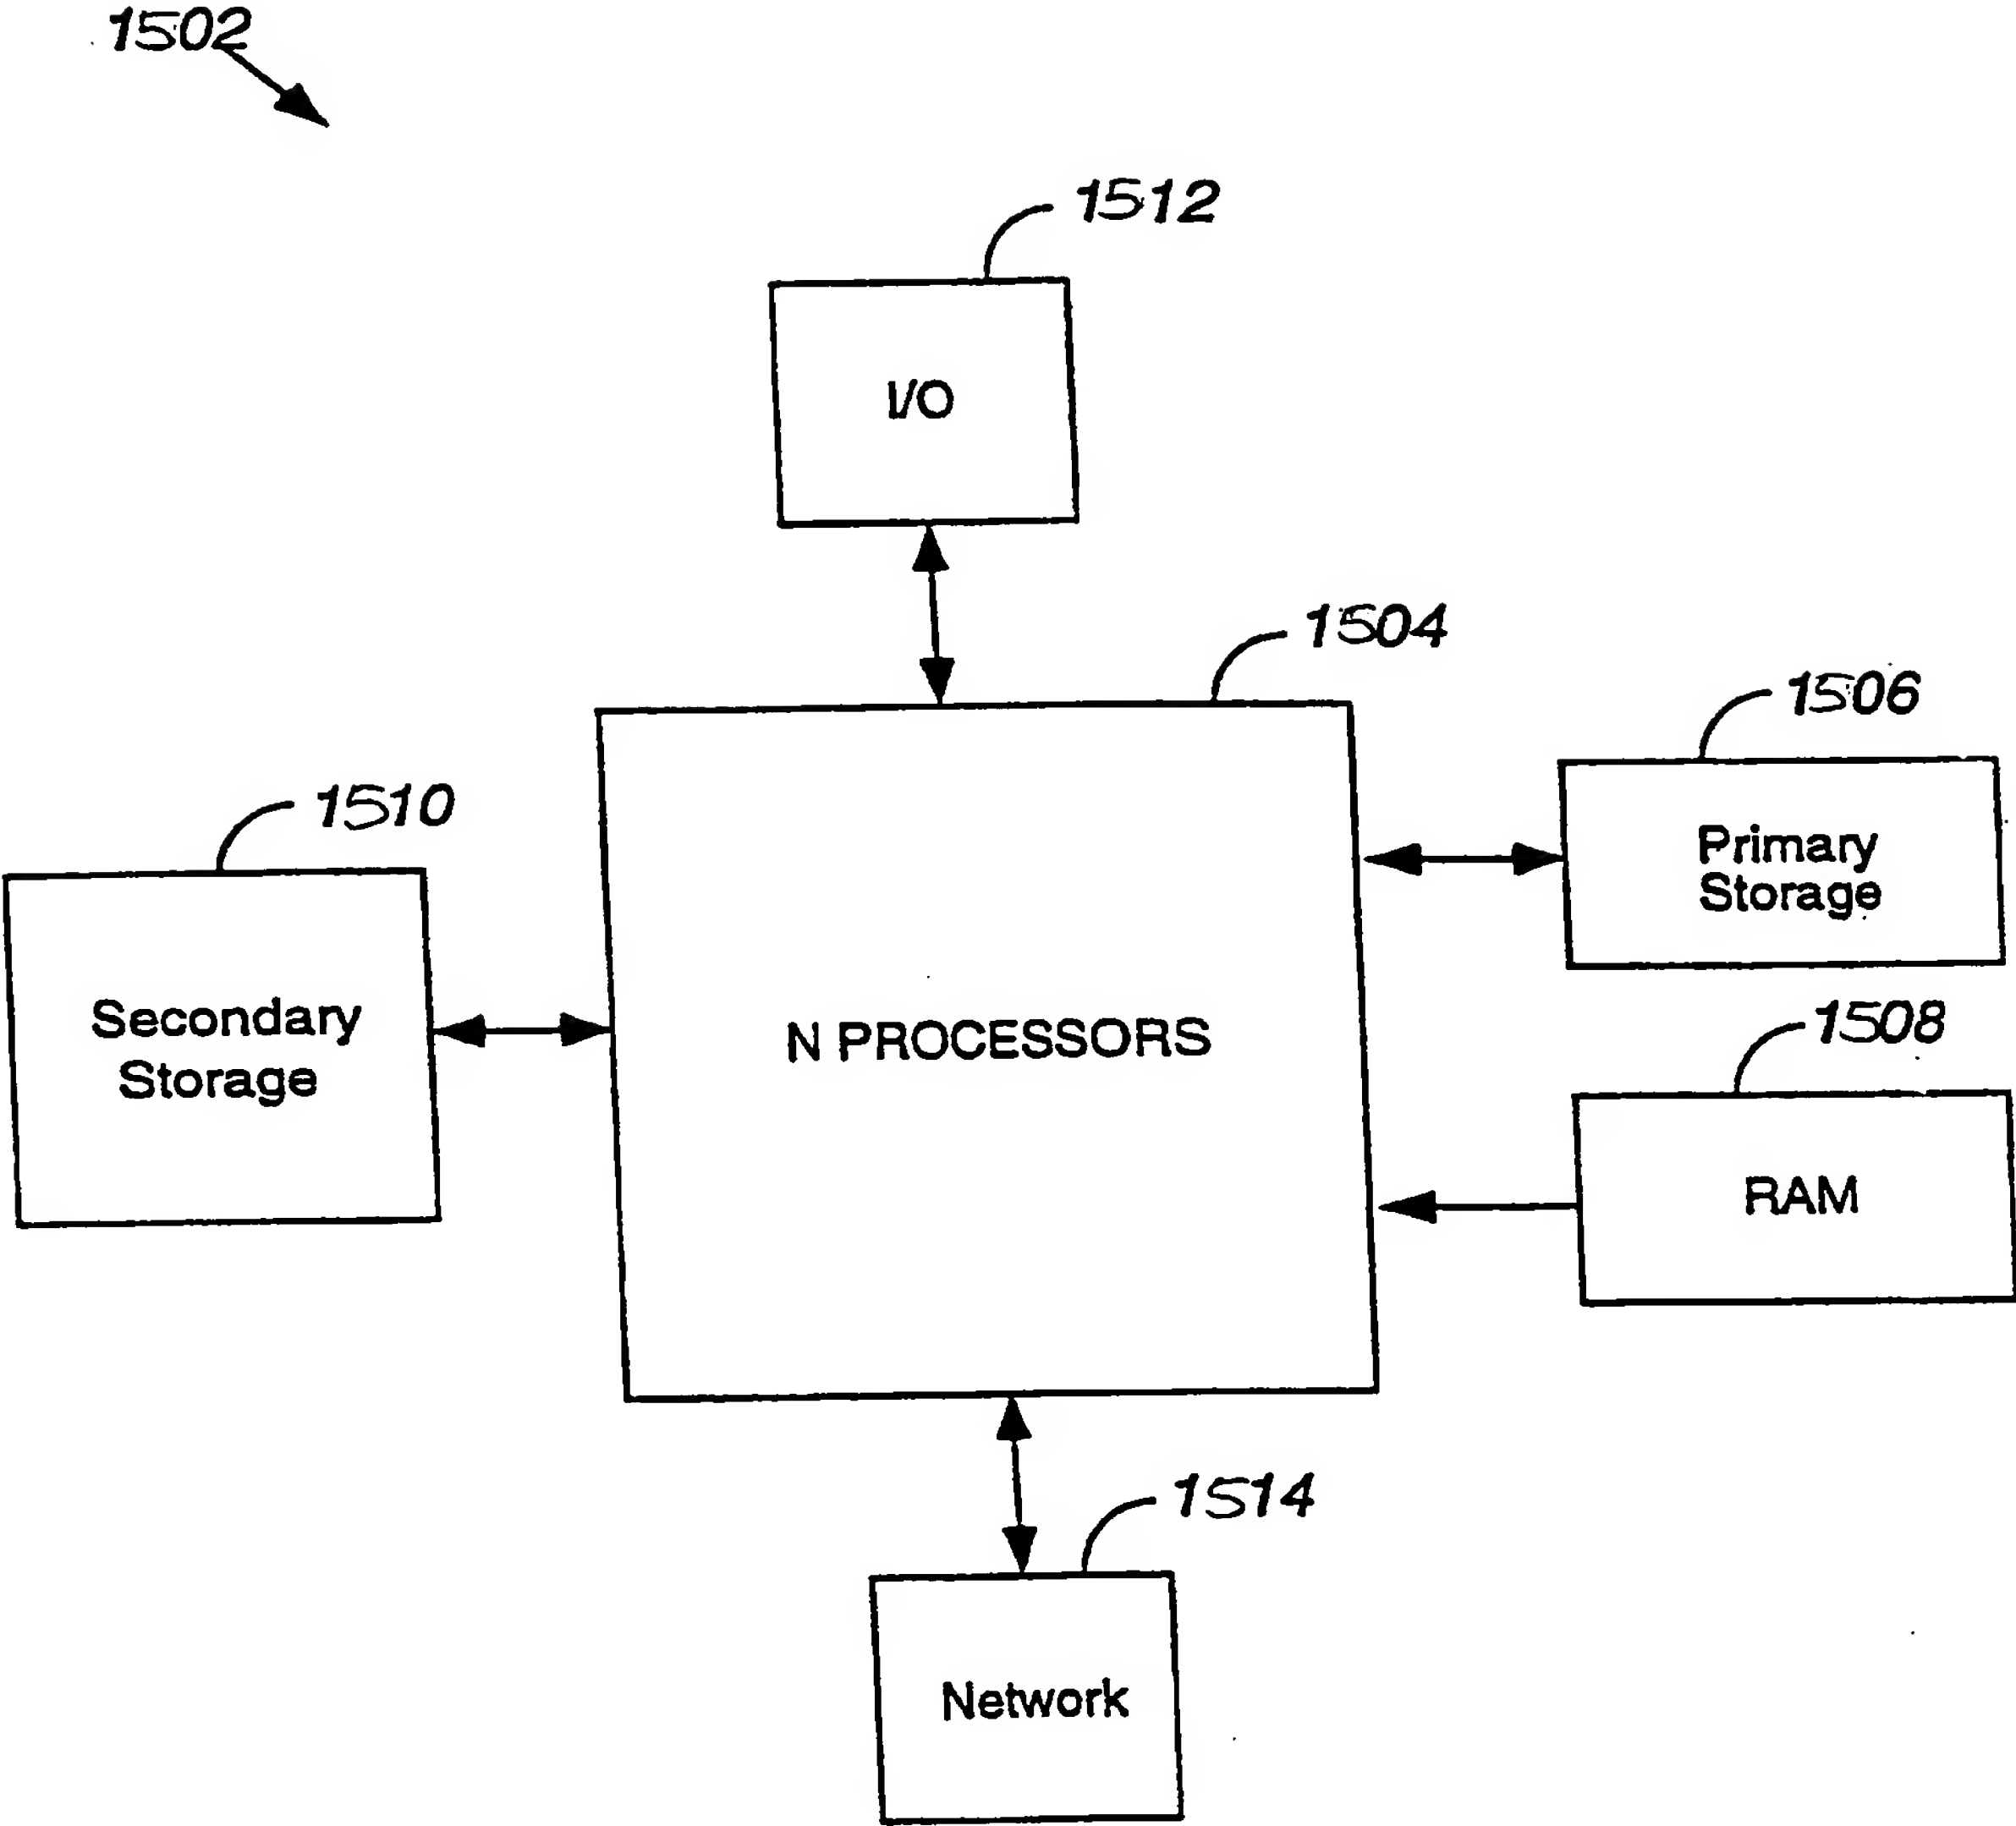 1502
1512
I/O
1504
1506
Primary
Storage
1510
Secondary
Storage
N PROCESSORS
1508
RAM
1514
Network